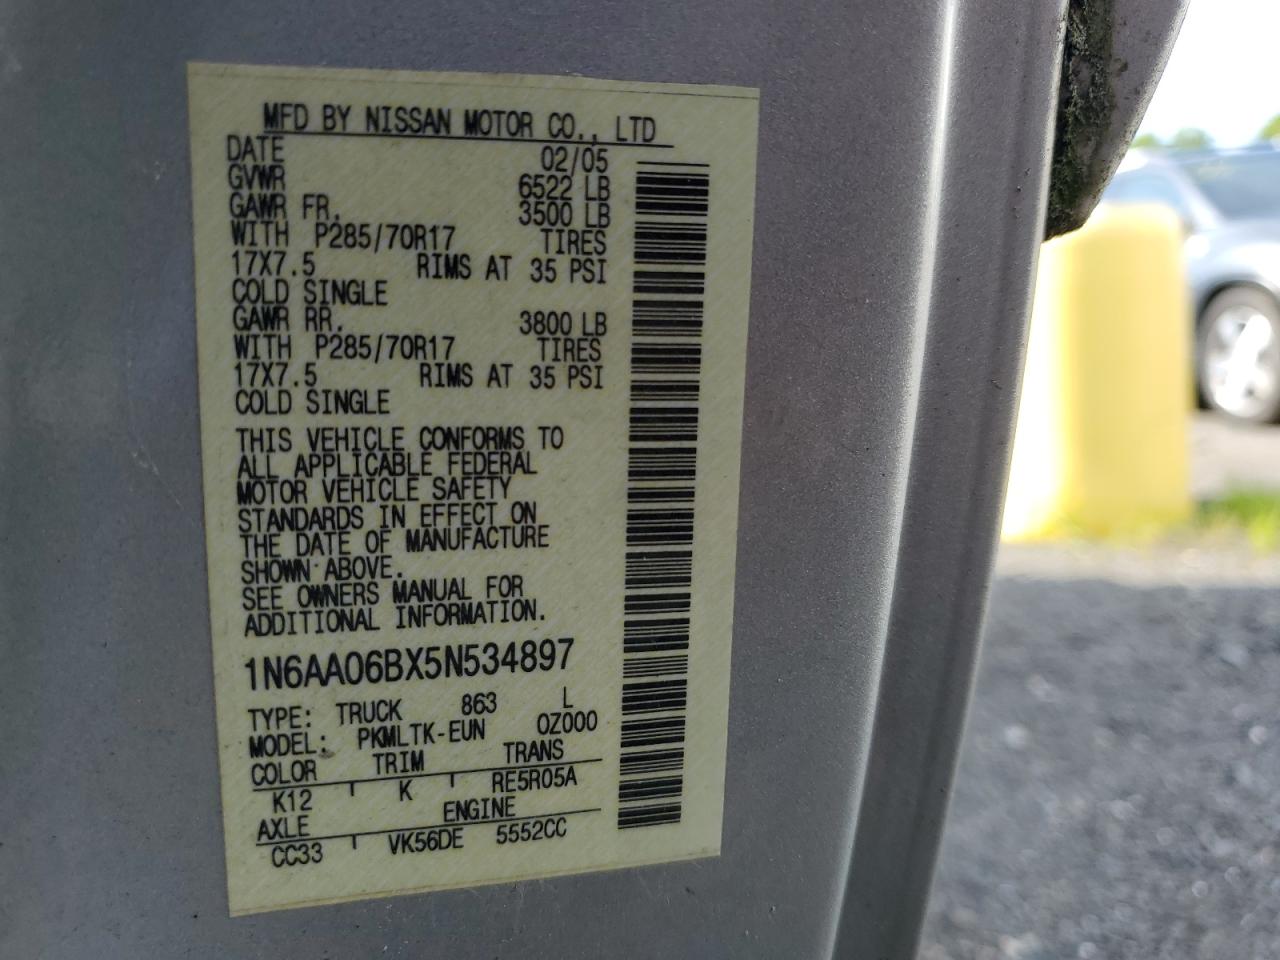 MFD BY NISSAN MOTOR CO., LTD
DATE 02/05
GVWR 6522 LB
GAWR FR. 3500 LB
WITH P285/70R17 TIRES
17X7.5 RIMS AT 35 PSI
COLD SINGLE
GAWR RR. 3800 LB
WITH P285/70R17 TIRES
17X7.5 RIMS AT 35 PSI
COLD SINGLE
THIS VEHICLE CONFORMS TO
ALL APPLICABLE FEDERAL
MOTOR VEHICLE SAFETY
STANDARDS IN EFFECT ON
THE DATE OF MANUFACTURE
SHOWN ABOVE.
SEE OWNERS MANUAL FOR
ADDITIONAL INFORMATION.
1N6AA06BX5N534897
TYPE: TRUCK 863 L
MODEL: PKMLTK-EUN 0Z000
COLOR TRIM TRANS
K12 K RE5R05A
AXLE ENGINE
CC33 VK56DE 5552CC